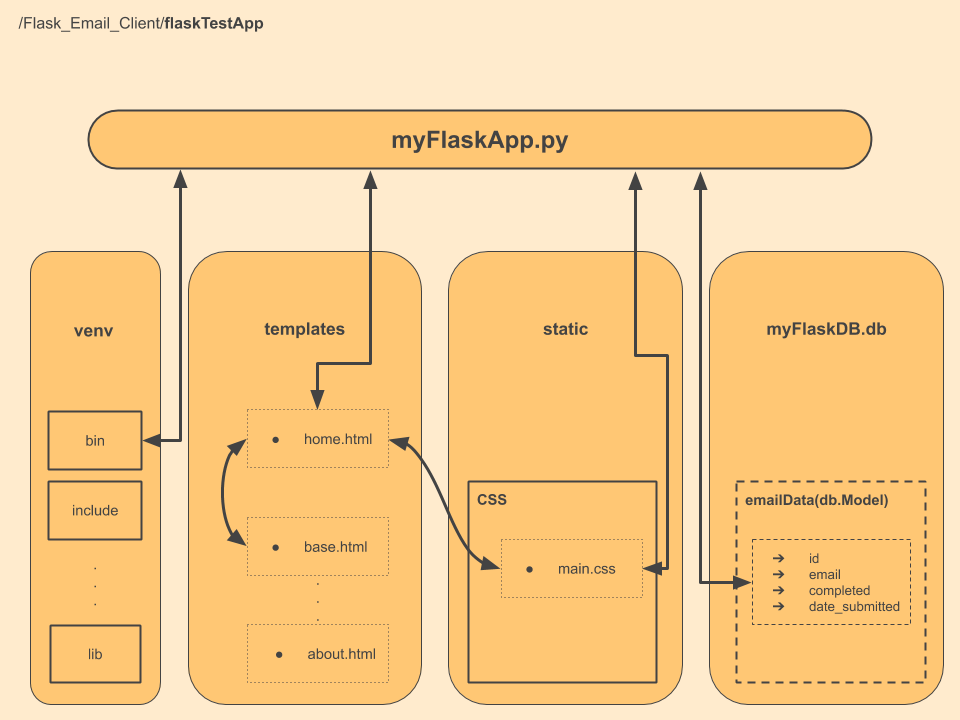 /Flask_Email_Client/flaskTestApp
myFlaskApp.py
venv
bin
include
.
.
.
lib
templates
● home.html
● base.html
.
.
.
● about.html
static
CSS
● main.css
myFlaskDB.db
emailData(db.Model)
➔ id
➔ email
➔ completed
➔ date_submitted